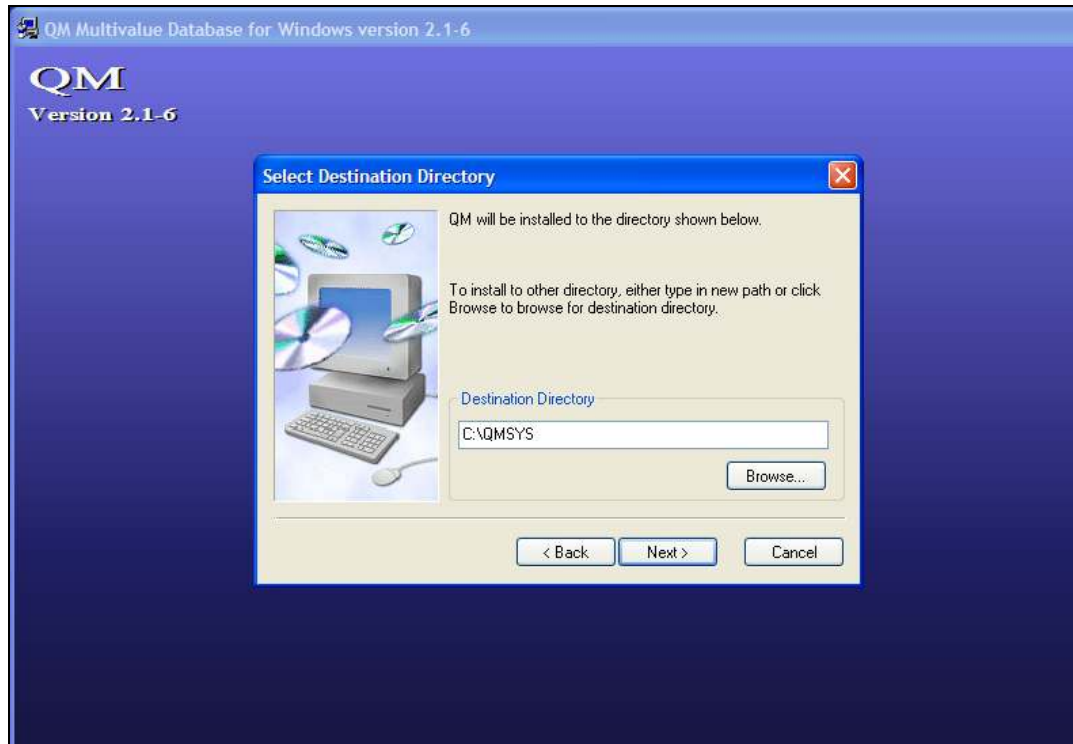 QM Multivalue Database for Windows version 2.1-6
QM
Version 2.1-6
Select Destination Directory
QM will be installed to the directory shown below.
To install to other directory, either type in new path or click
Browse to browse for destination directory.
Destination Directory
C:\QMSYS
Browse...
< Back
Next >
Cancel